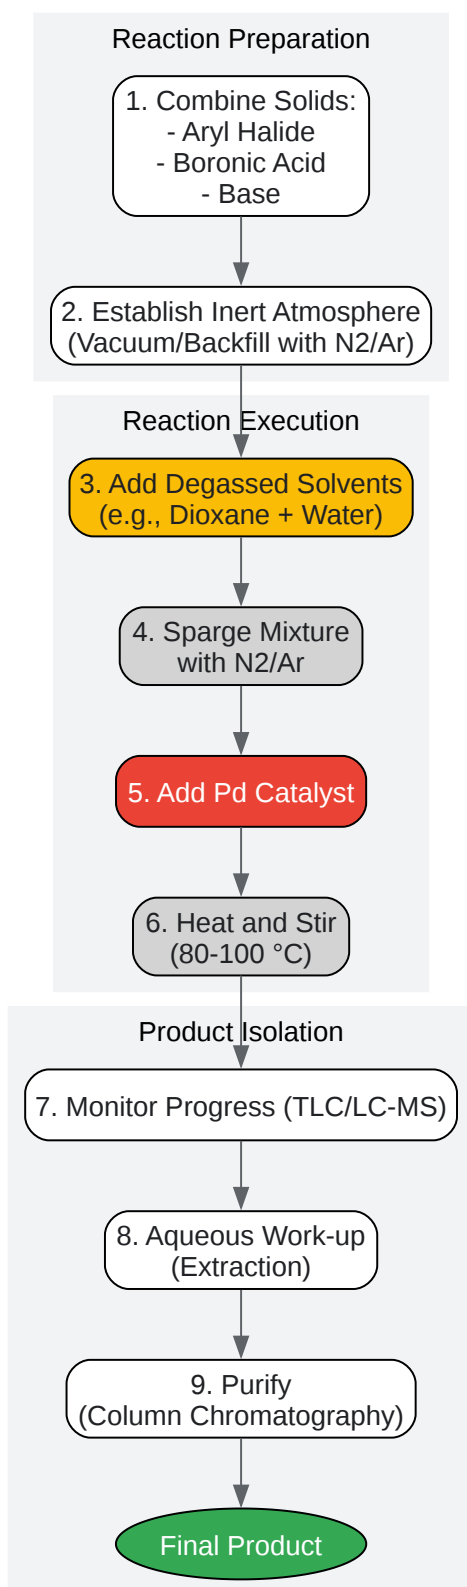 Reaction Preparation
1. Combine Solids:
- Aryl Halide
- Boronic Acid
- Base
2. Establish Inert Atmosphere
(Vacuum/Backfill with N2/Ar)
Reaction Execution
3. Add Degassed Solvents
(e.g., Dioxane + Water)
4. Sparge Mixture
with N2/Ar
5. Add Pd Catalyst
6. Heat and Stir
(80-100 °C)
Product Isolation
7. Monitor Progress (TLC/LC-MS)
8. Aqueous Work-up
(Extraction)
9. Purify
(Column Chromatography)
Final Product